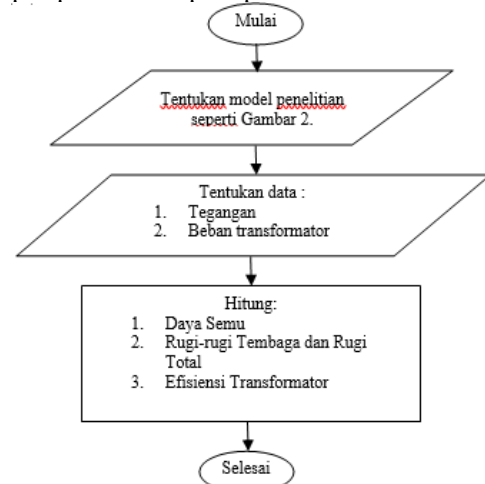 Mulai
Tentukan model penelitian
seperti Gambar 2.
Tentukan data :
1. Tegangan
2. Beban transformator
Hitung:
1. Daya Semu
2. Rugi-rugi Tembaga dan Rugi
Total
3. Efisiensi Transformator
Selesai